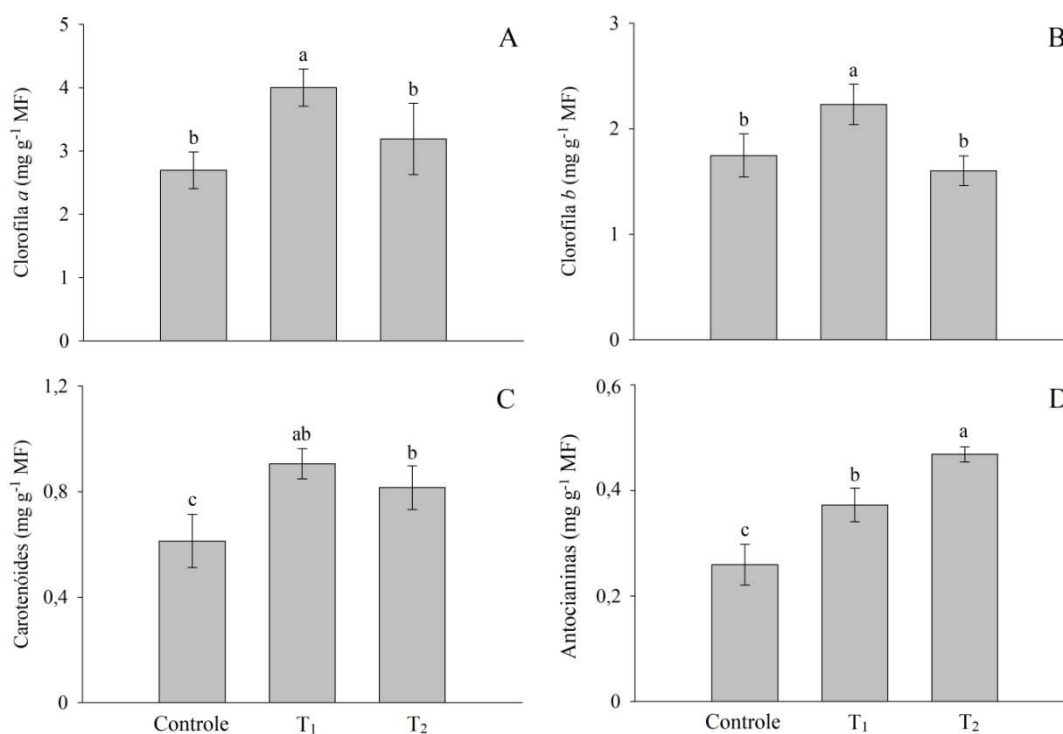 A
Clorofila a (mg g⁻¹ MF)
5
4
3
2
1
0
b
a
b
B
Clorofila b (mg g⁻¹ MF)
3
2
1
0
b
a
b
C
Carotenóides (mg g⁻¹ MF)
1,2
0,8
0,4
0
c
ab
b
Controle
T₁
T₂
D
Antocianinas (mg g⁻¹ MF)
0,6
0,4
0,2
0
c
b
a
Controle
T₁
T₂